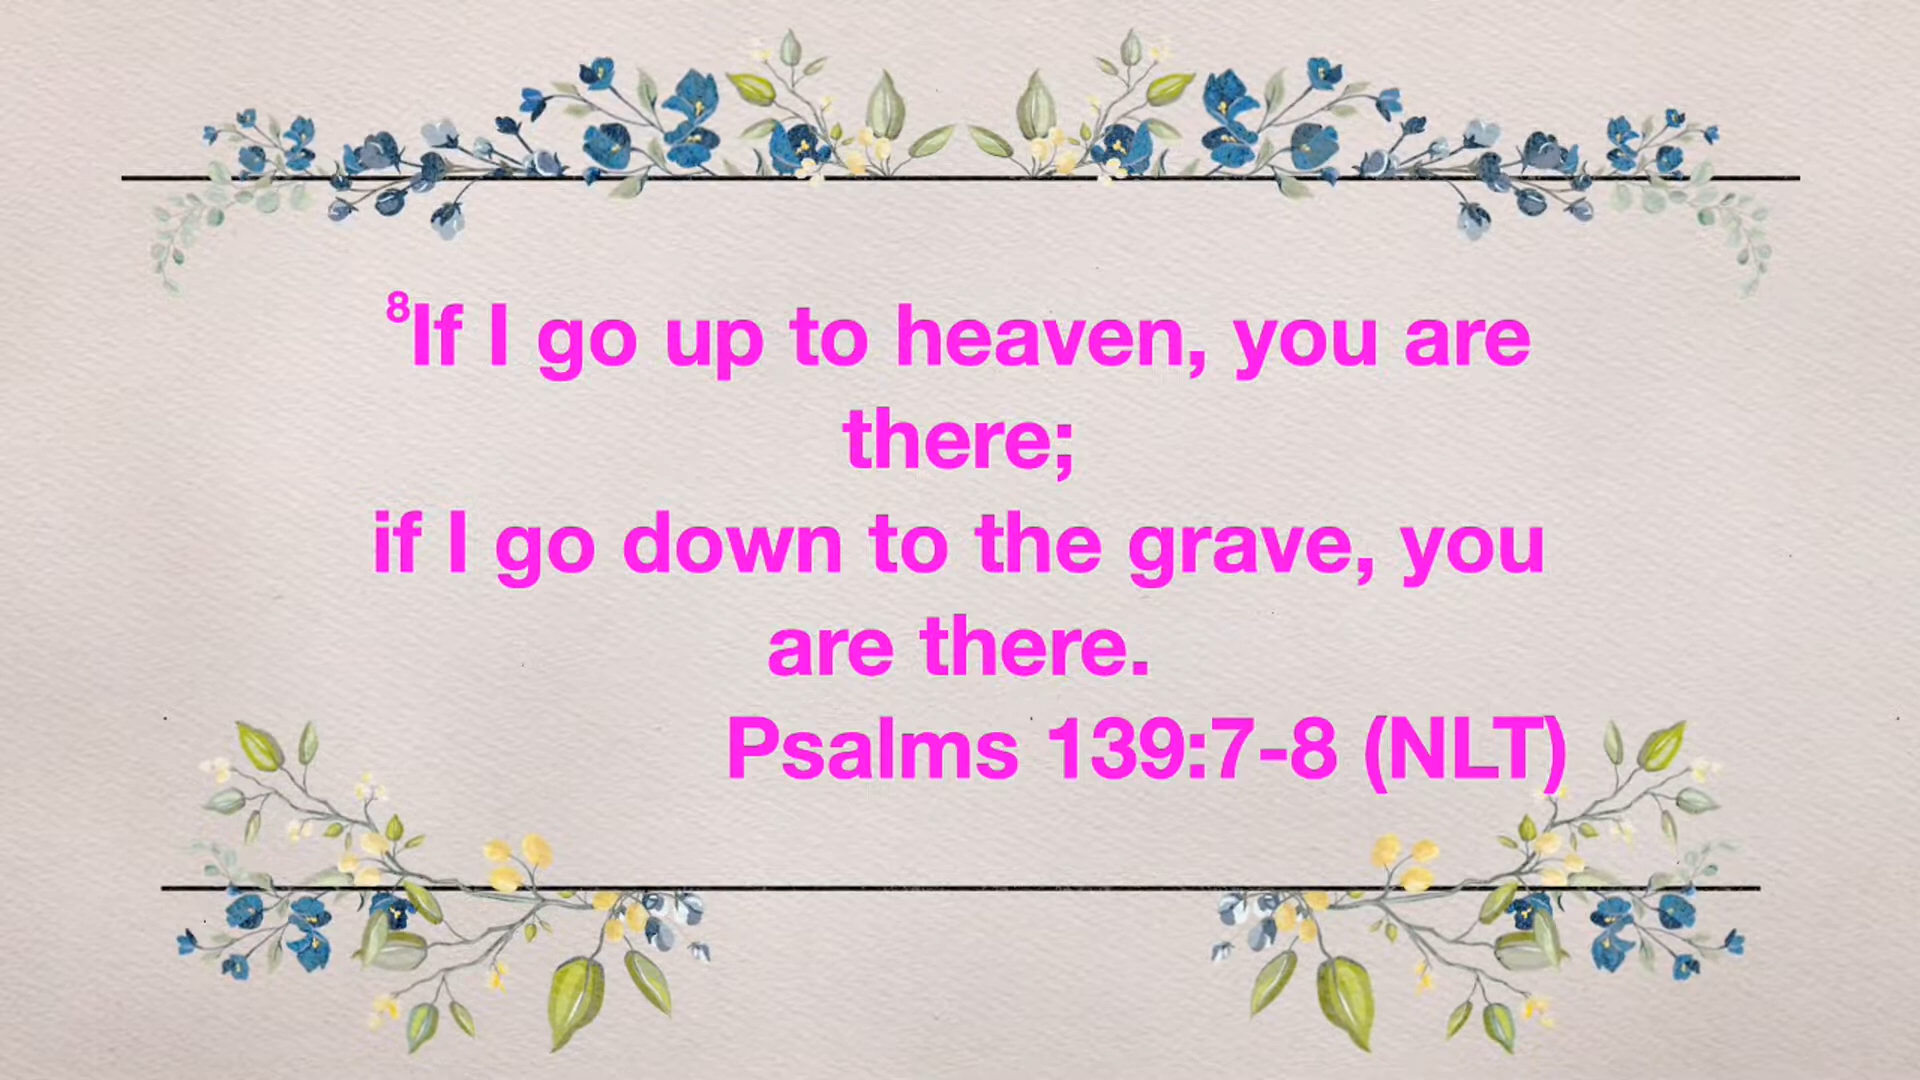 ⁸If I go up to heaven, you are
there;
if I go down to the grave, you
are there.
Psalms 139:7-8 (NLT)